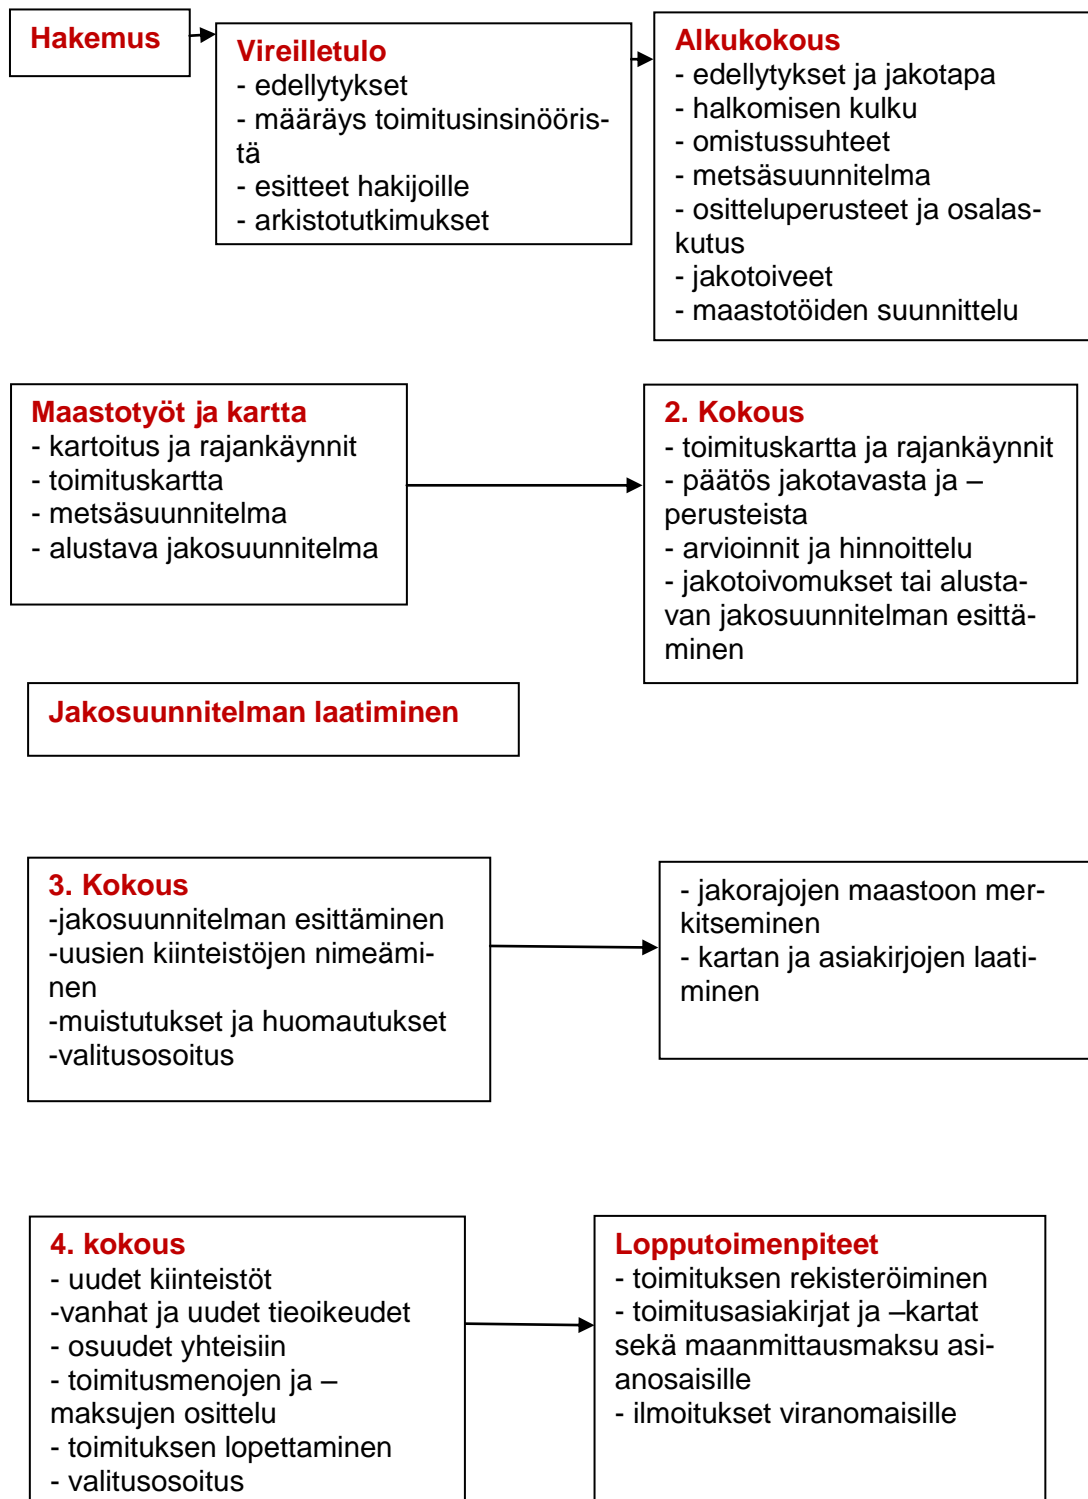 Hakemus
Vireilletulo
- edellytykset
- määräys toimitusinsinööris-
tä
- esitteet hakijoille
- arkistotutkimukset
Alkukokous
- edellytykset ja jakotapa
- halkomisen kulku
- omistussuhteet
- metsäsuunnitelma
- ositteluperusteet ja osalas-
kutus
- jakotoiveet
- maastotöiden suunnittelu
Maastotyöt ja kartta
- kartoitus ja rajankäynnit
- toimituskartta
- metsäsuunnitelma
- alustava jakosuunnitelma
2. Kokous
- toimituskartta ja rajankäynnit
- päätös jakotavasta ja –
perusteista
- arvioinnit ja hinnoittelu
- jakotoivomukset tai alusta-
van jakosuunnitelman esittä-
minen
Jakosuunnitelman laatiminen
3. Kokous
-jakosuunnitelman esittäminen
-uusien kiinteistöjen nimeämi-
nen
-muistutukset ja huomautukset
-valitusosoitus
- jakorajojen maastoon mer-
kitseminen
- kartan ja asiakirjojen laati-
minen
4. kokous
- uudet kiinteistöt
-vanhat ja uudet tieoikeudet
- osuudet yhteisiin
- toimitusmenojen ja –
maksujen osittelu
- toimituksen lopettaminen
- valitusosoitus
Lopputoimenpiteet
- toimituksen rekisteröiminen
- toimitusasiakirjat ja –kartat
sekä maanmittausmaksu asi-
anosaisille
- ilmoitukset viranomaisille